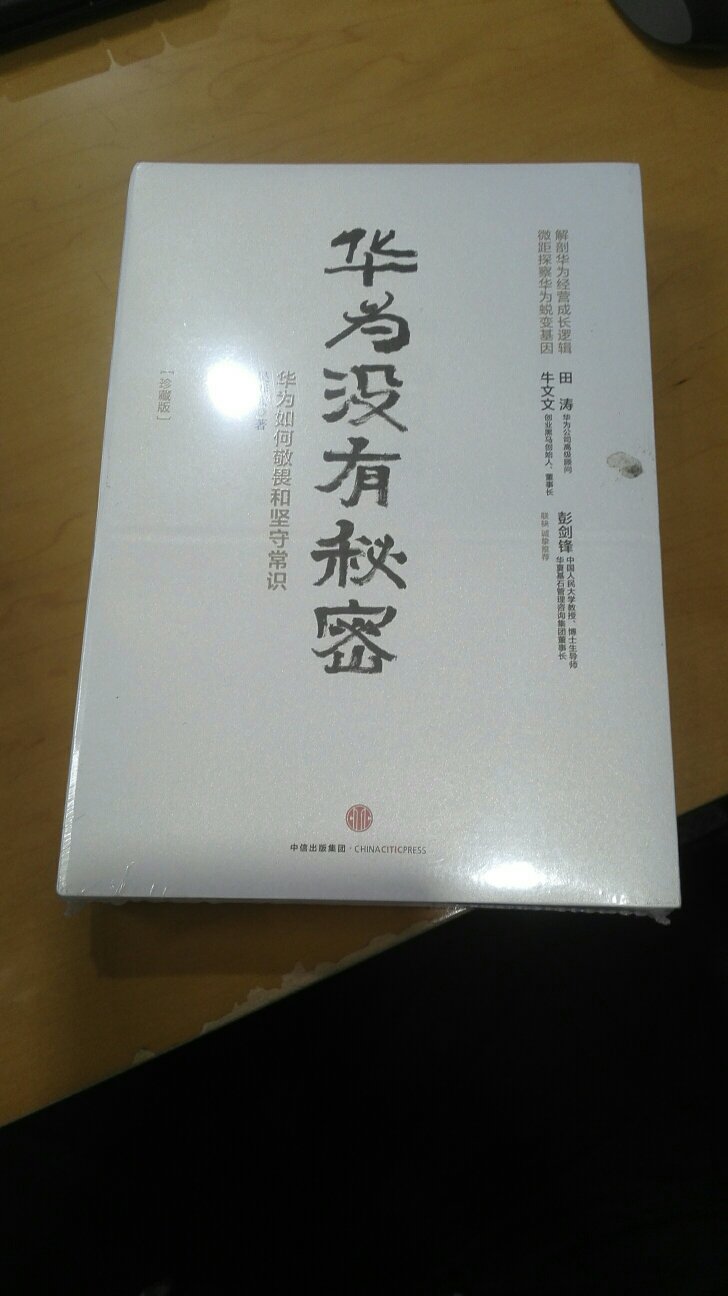 解剖华为经营成长逻辑
微距探察华为蜕变基因
田 涛 华为公司高级顾问
牛文文 创业黑马创始人、董事长
彭剑锋 中国人民大学教授、博士生导师
华夏基石管理咨询集团董事长
联袂 诚挚推荐
华为没有秘密
华为如何敬畏和坚守常识
著
[珍藏版]
中信出版集团·CHINACITICPRESS